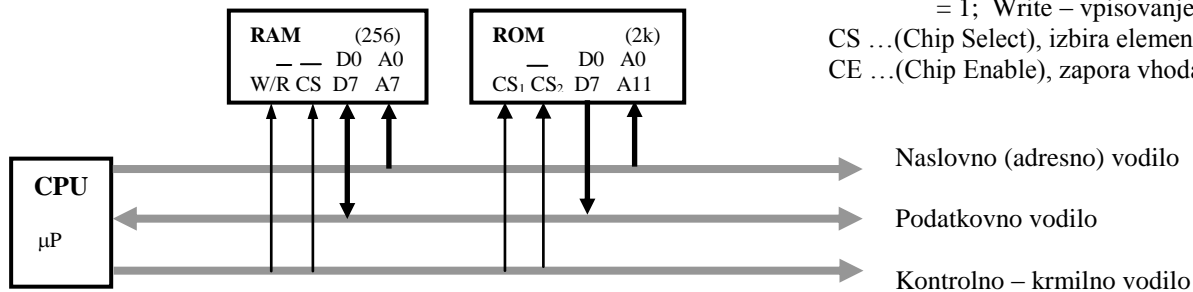 = 1; Write – vpisovanje
CS …(Chip Select), izbira elemen
CE …(Chip Enable), zapora vhoda
RAM (256)
D0 A0
W/R CS D7 A7
ROM (2k)
D0 A0
CS₁ CS₂ D7 A11
CPU
μP
Naslovno (adresno) vodilo
Podatkovno vodilo
Kontrolno – krmilno vodilo